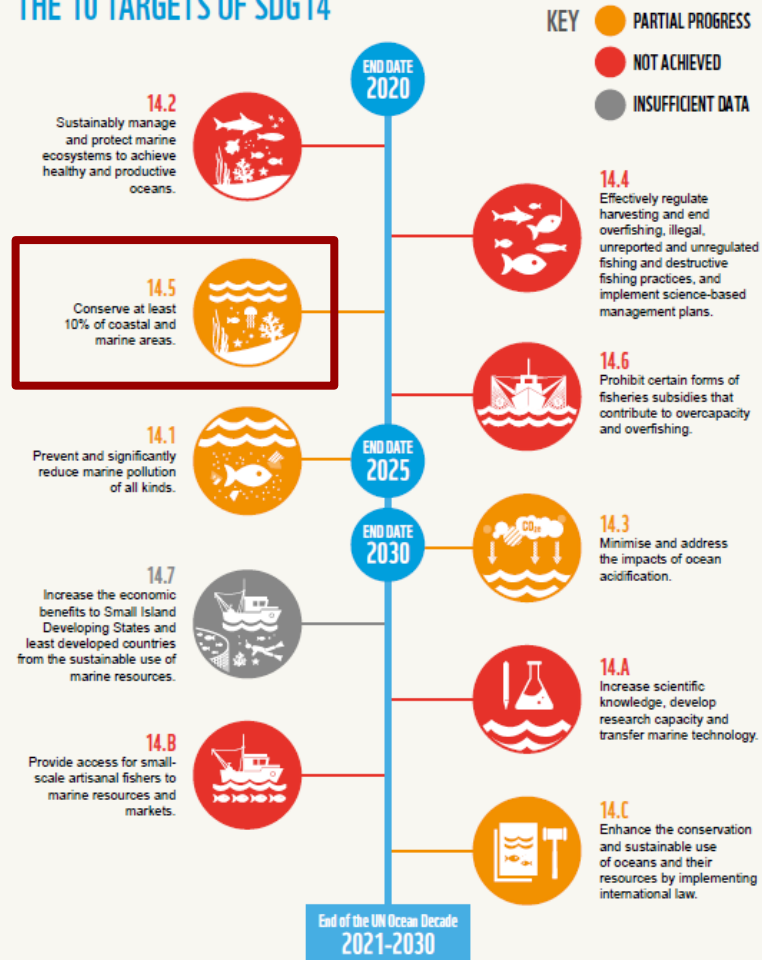 THE 10 TARGETS OF SDG14
KEY
PARTIAL PROGRESS
NOT ACHIEVED
INSUFFICIENT DATA
END DATE
2020
14.2
Sustainably manage
and protect marine
ecosystems to achieve
healthy and productive
oceans.
14.4
Effectively regulate
harvesting and end
overfishing, illegal,
unreported and unregulated
fishing and destructive
fishing practices, and
implement science-based
management plans.
14.5
Conserve at least
10% of coastal and
marine areas.
14.6
Prohibit certain forms of
fisheries subsidies that
contribute to overcapacity
and overfishing.
14.1
Prevent and significantly
reduce marine pollution
of all kinds.
END DATE
2025
END DATE
2030
14.3
Minimise and address
the impacts of ocean
acidification.
14.7
Increase the economic
benefits to Small Island
Developing States and
least developed countries
from the sustainable use of
marine resources.
14.A
Increase scientific
knowledge, develop
research capacity and
transfer marine technology.
14.B
Provide access for small-
scale artisanal fishers to
marine resources and
markets.
14.C
Enhance the conservation
and sustainable use
of oceans and their
resources by implementing
international law.
End of the UN Ocean Decade
2021-2030